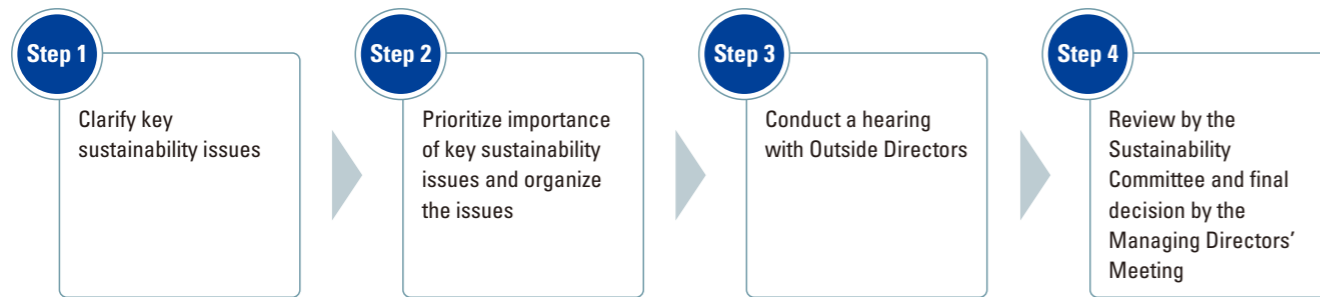 Step 1
Clarify key
sustainability issues
Step 2
Prioritize importance
of key sustainability
issues and organize
the issues
Step 3
Conduct a hearing
with Outside Directors
Step 4
Review by the
Sustainability
Committee and final
decision by the
Managing Directors’
Meeting